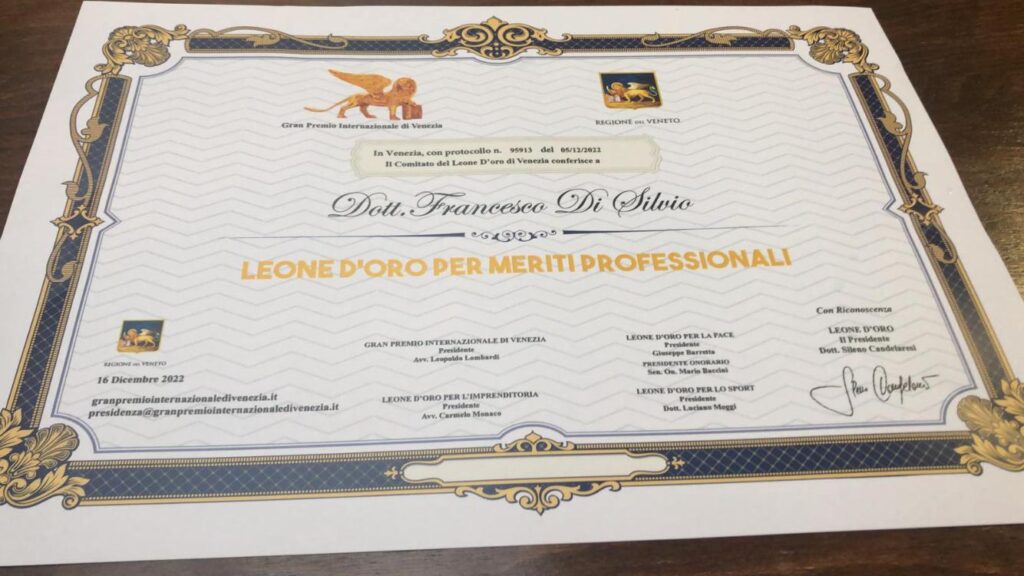 Gran Premio Internazionale di Venezia
REGIONE DEL VENETO
In Venezia, con protocollo n. 95913 del 05/12/2022
Il Comitato del Leone D'oro di Venezia conferisce a
Dott. Francesco Di Silvio
LEONE D'ORO PER MERITI PROFESSIONALI
REGIONE DEL VENETO
16 Dicembre 2022
granpremiointernazionaledivenezia.it
presidenza@granpremiointernazionaledivenezia.it
GRAN PREMIO INTERNAZIONALE DI VENEZIA
Presidente
Avv. Leopoldo Lombardi
LEONE D'ORO PER L'IMPRENDITORIA
Presidente
Avv. Carmelo Monaco
LEONE D'ORO PER LA PACE
Presidente
Giuseppe Barretta
PRESIDENTE ONORARIO
Sen. On. Mario Baccini
LEONE D'ORO PER LO SPORT
Presidente
Dott. Luciano Moggi
Con Riconoscenza
LEONE D'ORO
Il Presidente
Dott. Sileno Candelaresi